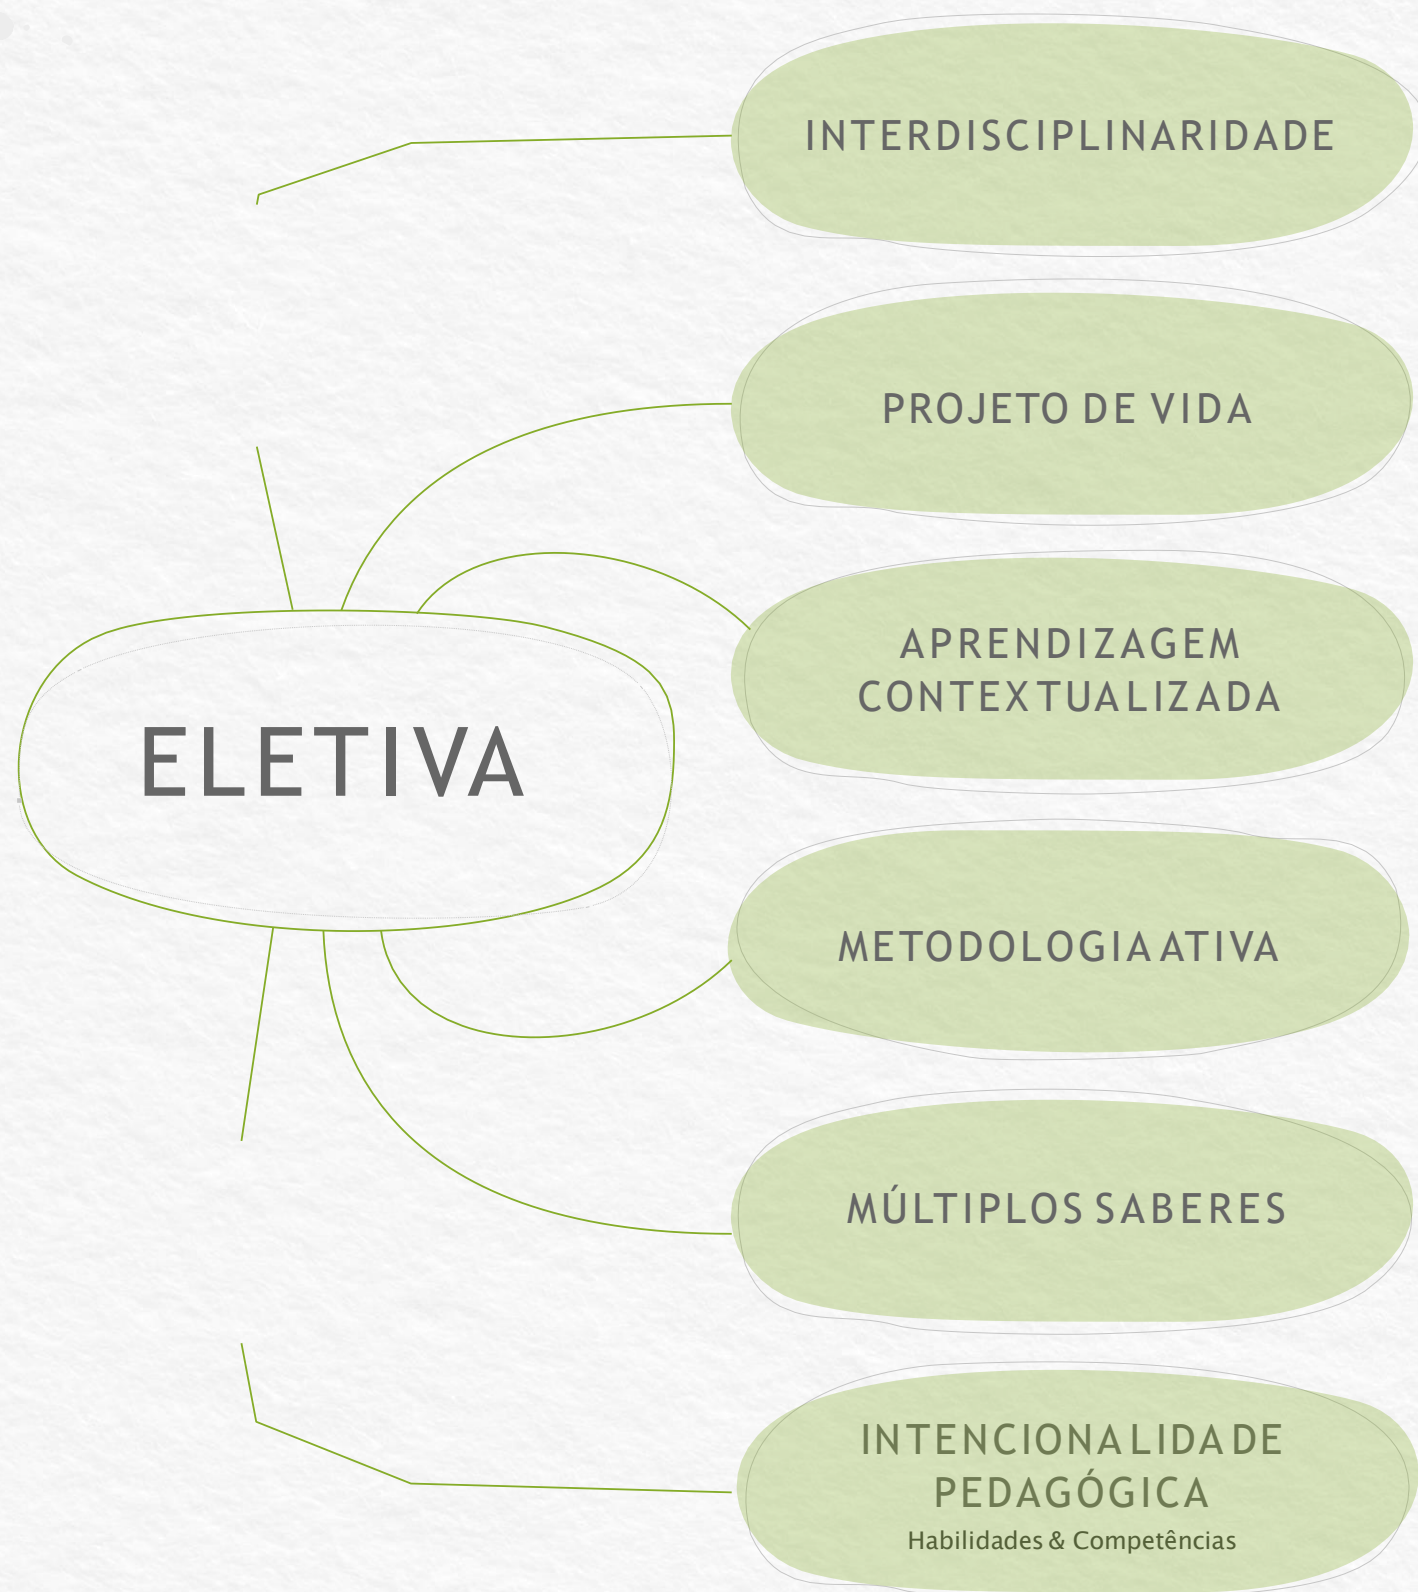 INTERDISCIPLINARIDADE
PROJETO DE VIDA
APRENDIZAGEM
CONTEXTUALIZADA
ELETIVA
METODOLOGIA ATIVA
MÚLTIPLOS SABERES
INTENCIONALIDADE
PEDAGÓGICA
Habilidades & Competências